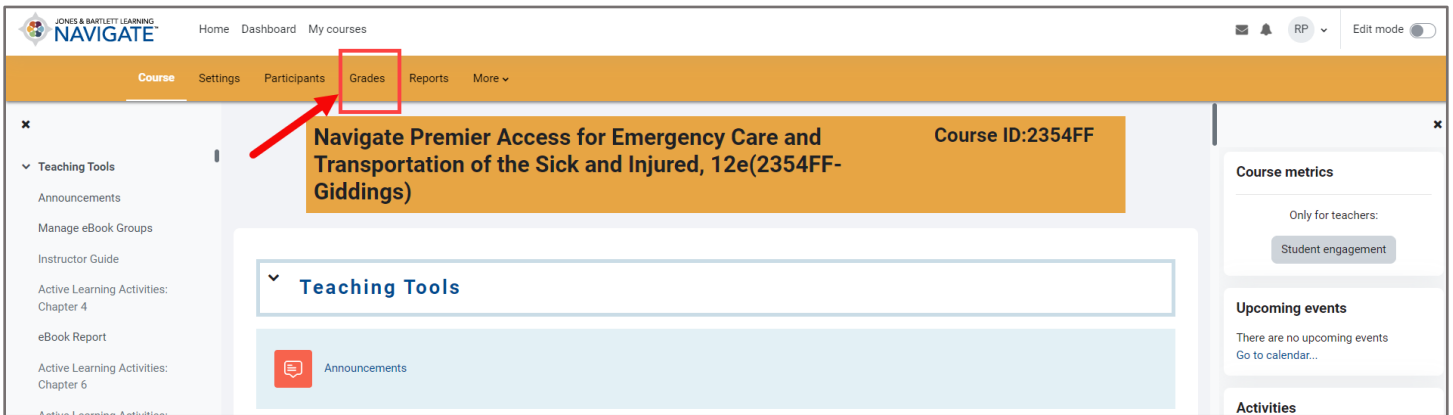 JONES & BARTLETT LEARNING
NAVIGATE™
Home Dashboard My courses
RP
Edit mode
Course Settings Participants Grades Reports More
Navigate Premier Access for Emergency Care and
Transportation of the Sick and Injured, 12e(2354FF-
Giddings)
Course ID:2354FF
Teaching Tools
Announcements
Manage eBook Groups
Instructor Guide
Active Learning Activities:
Chapter 4
eBook Report
Active Learning Activities:
Chapter 6
Active Learning Activities:
Teaching Tools
Announcements
Course metrics
Only for teachers:
Student engagement
Upcoming events
There are no upcoming events
Go to calendar...
Activities